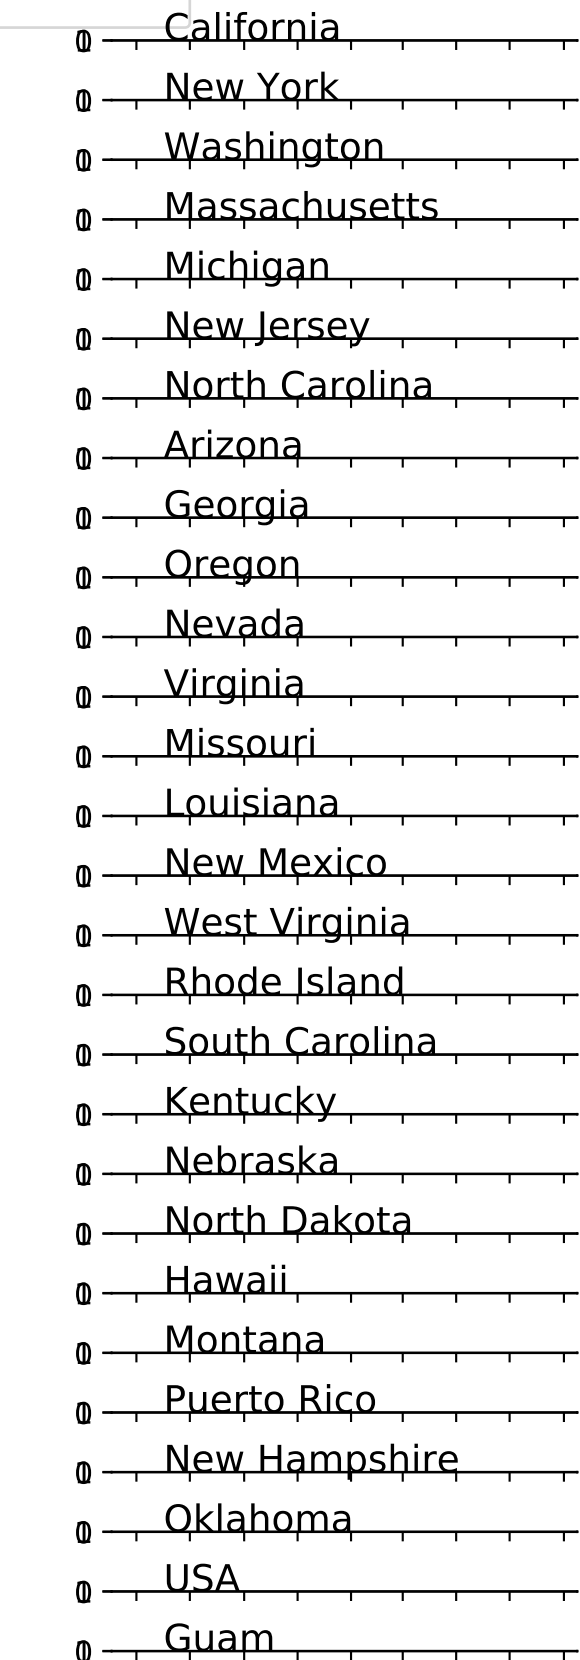 California
New York
Washington
Massachusetts
Michigan
New Jersey
North Carolina
Arizona
Georgia
Oregon
Nevada
Virginia
Missouri
Louisiana
New Mexico
West Virginia
Rhode Island
South Carolina
Kentucky
Nebraska
North Dakota
Hawaii
Montana
Puerto Rico
New Hampshire
Oklahoma
USA
Guam